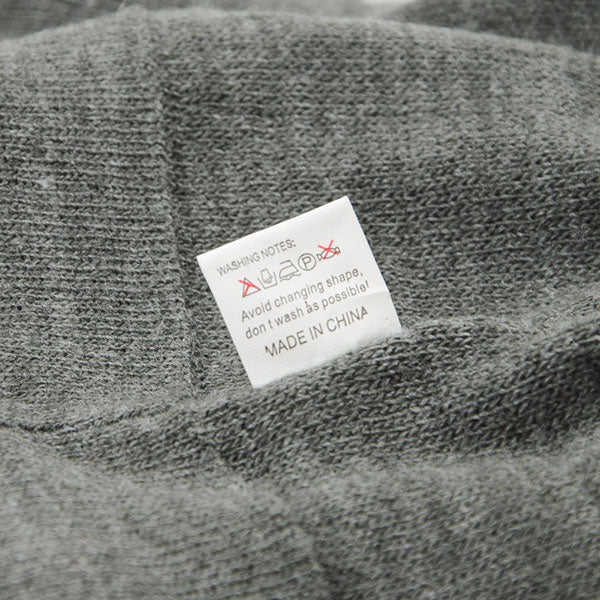 WASHING NOTES:
P
Avoid changing shape,
don t wash as possible!
MADE IN CHINA